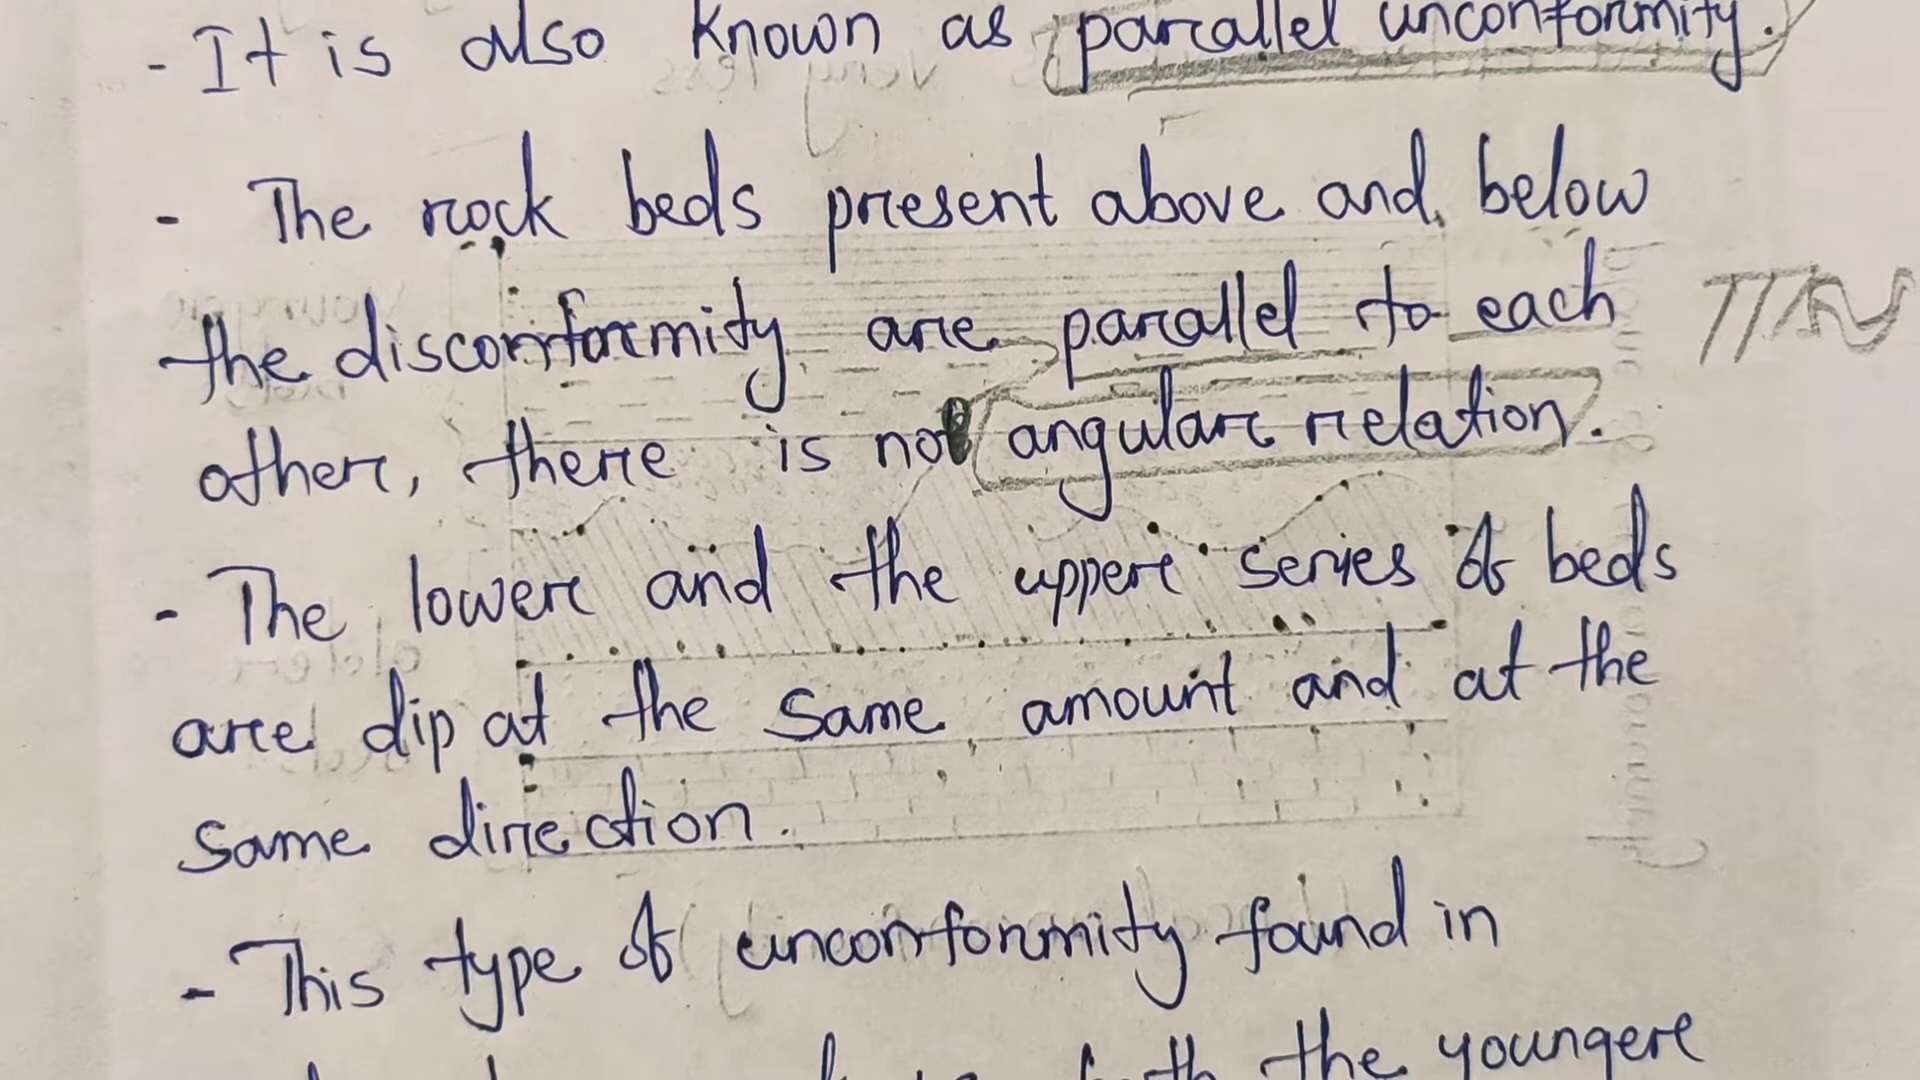 - It is also known as parallel unconformity.
- The rock beds present above and below
the disconformity are parallel to each
other, there is no angular relation.
- The lower and the upper series of beds
are dip at the same amount and at the
same direction.
- This type of unconformity found in
both the younger